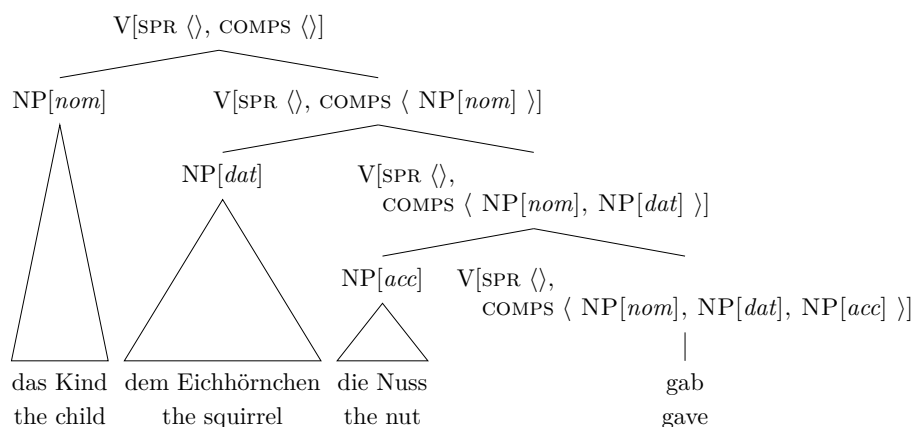 V[SPR ⟨⟩, COMPS ⟨⟩]
NP[nom] V[SPR ⟨⟩, COMPS ⟨ NP[nom] ⟩]
NP[dat] V[SPR ⟨⟩,
COMPS ⟨ NP[nom], NP[dat] ⟩]
NP[acc] V[SPR ⟨⟩,
COMPS ⟨ NP[nom], NP[dat], NP[acc] ⟩]
das Kind dem Eichhörnchen die Nuss gab
the child the squirrel the nut gave